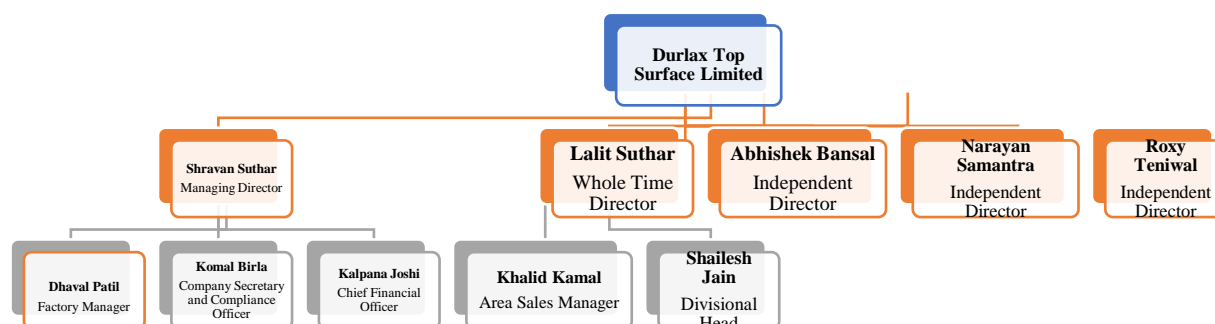 Durlax Top
Surface Limited
Shravan Suthar
Managing Director
Lalit Suthar
Whole Time
Director
Abhishek Bansal
Independent
Director
Narayan
Samantra
Independent
Director
Roxy
Teniwal
Independent
Director
Dhaval Patil
Factory Manager
Komal Birla
Company Secretary
and Compliance
Officer
Kalpana Joshi
Chief Financial
Officer
Khalid Kamal
Area Sales Manager
Shailesh
Jain
Divisional
Head